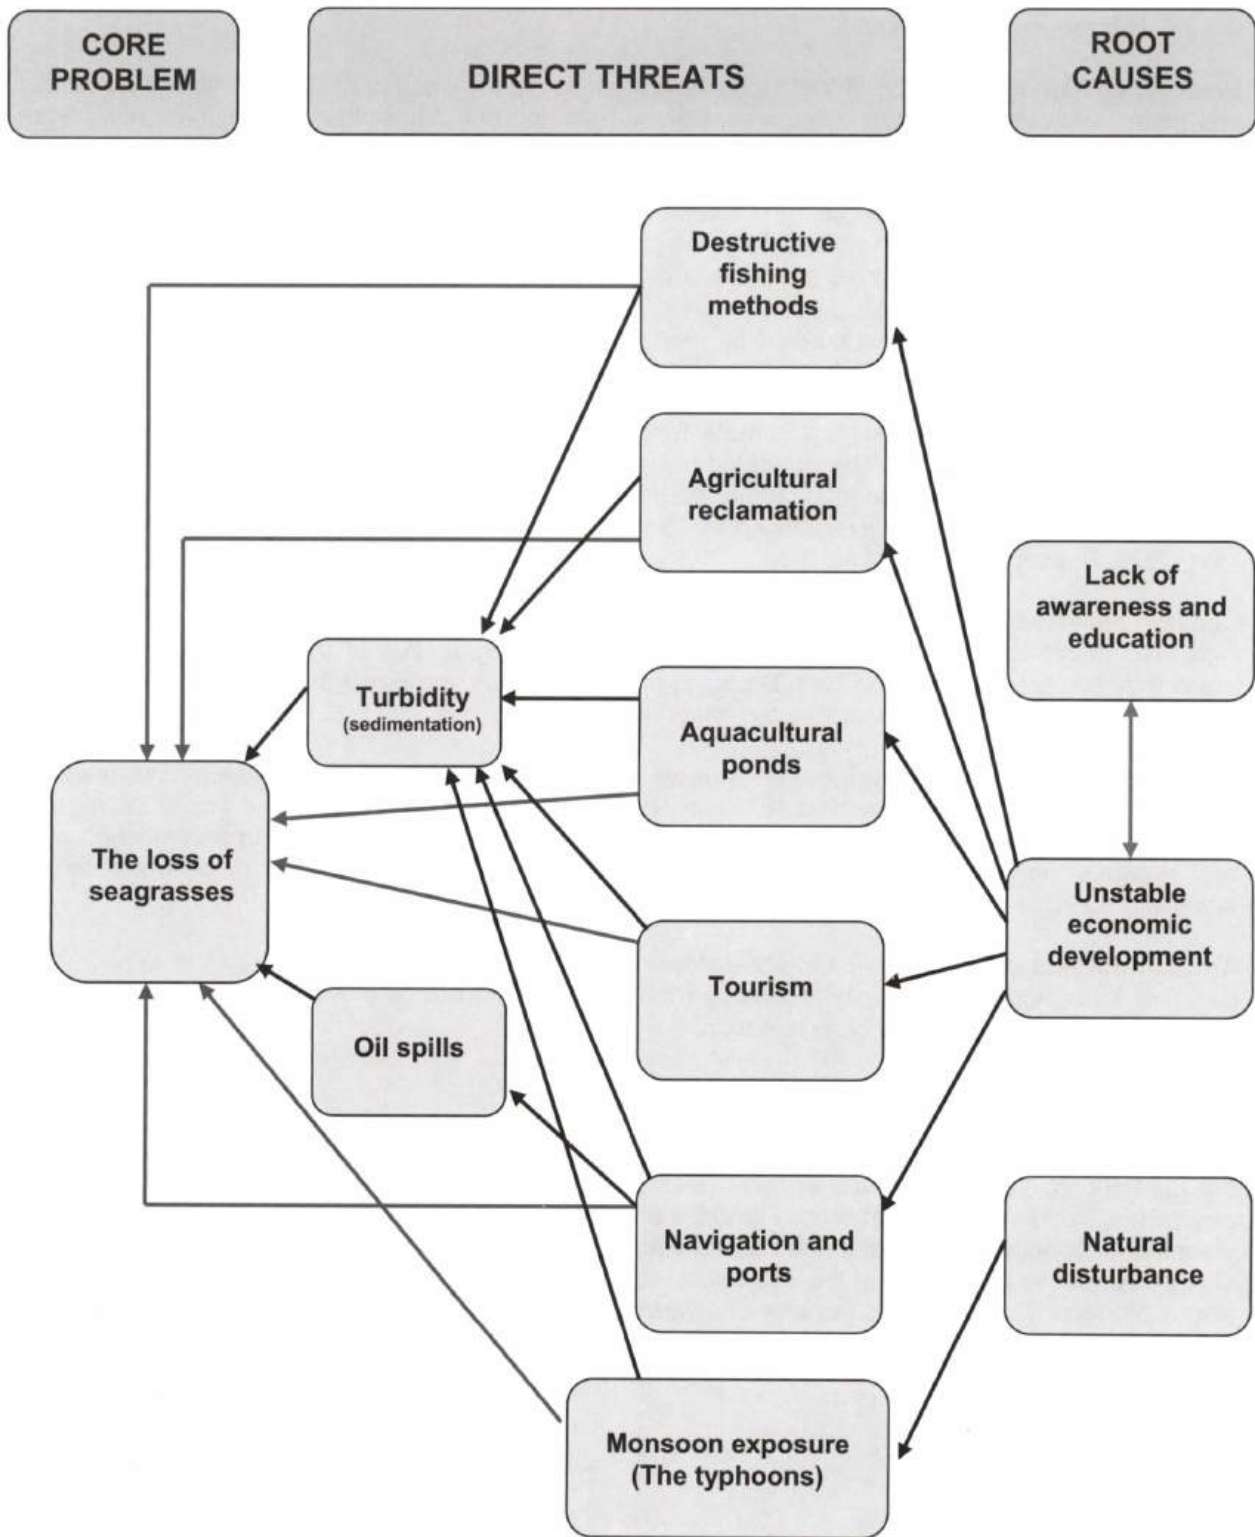 CORE
PROBLEM
DIRECT THREATS
ROOT
CAUSES
Destructive
fishing
methods
Agricultural
reclamation
Lack of
awareness and
education
Turbidity
(sedimentation)
Aquacultural
ponds
The loss of
seagrasses
Unstable
economic
development
Tourism
Oil spills
Navigation and
ports
Natural
disturbance
Monsoon exposure
(The typhoons)